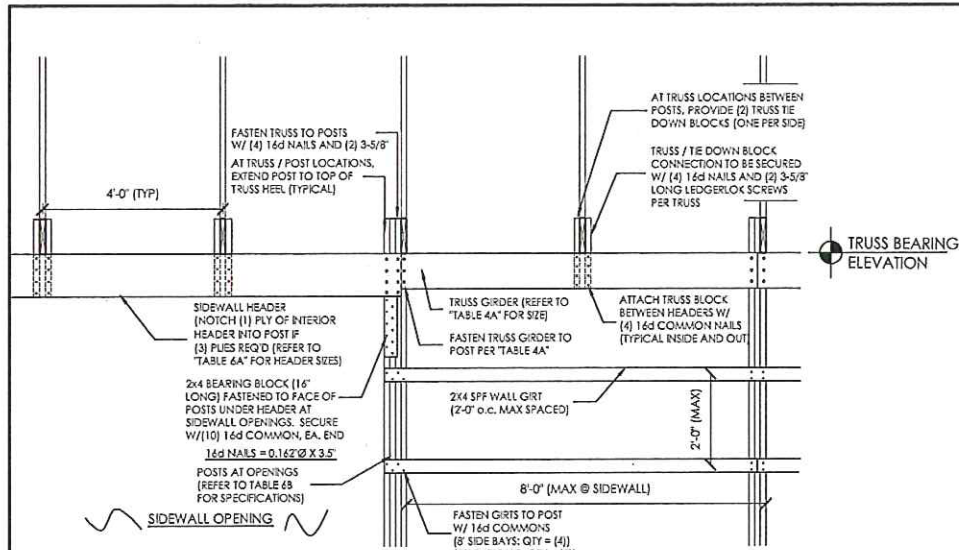 FASTEN TRUSS TO POSTS
W/ (4) 16d NAILS AND (2) 3-5/8"
AT TRUSS / POST LOCATIONS,
EXTEND POST TO TOP OF
TRUSS HEEL (TYPICAL)
4'-0" (TYP)
AT TRUSS LOCATIONS BETWEEN
POSTS, PROVIDE (2) TRUSS TIE
DOWN BLOCKS (ONE PER SIDE)
TRUSS / TIE DOWN BLOCK
CONNECTION TO BE SECURED
W/ (4) 16d NAILS AND (2) 3-5/8"
LONG LEDGERLOK SCREWS
PER TRUSS
TRUSS BEARING
ELEVATION
SIDEWALL HEADER
(NOTCH (1) PLY OF INTERIOR
HEADER INTO POST IF
(3) PLIES REQ'D (REFER TO
"TABLE 6A" FOR HEADER SIZES)
TRUSS GIRDER (REFER TO
"TABLE 4A" FOR SIZE)
FASTEN TRUSS GIRDER TO
POST PER "TABLE 4A"
ATTACH TRUSS BLOCK
BETWEEN HEADERS W/
(4) 16d COMMON NAILS
(TYPICAL INSIDE AND OUT)
2x4 BEARING BLOCK (16"
LONG) FASTENED TO FACE OF
POSTS UNDER HEADER AT
SIDEWALL OPENINGS. SECURE
W/(10) 16d COMMON, EA. END
16d NAILS = 0.162"Ø X 3.5"
2X4 SPF WALL GIRT
(2'-0" o.c. MAX SPACED)
2'-0" (MAX)
POSTS AT OPENINGS
(REFER TO TABLE 6B
FOR SPECIFICATIONS)
8'-0" (MAX @ SIDEWALL)
SIDEWALL OPENING
FASTEN GIRTS TO POST
W/ 16d COMMONS
(8' SIDE BAYS: QTY = (4))